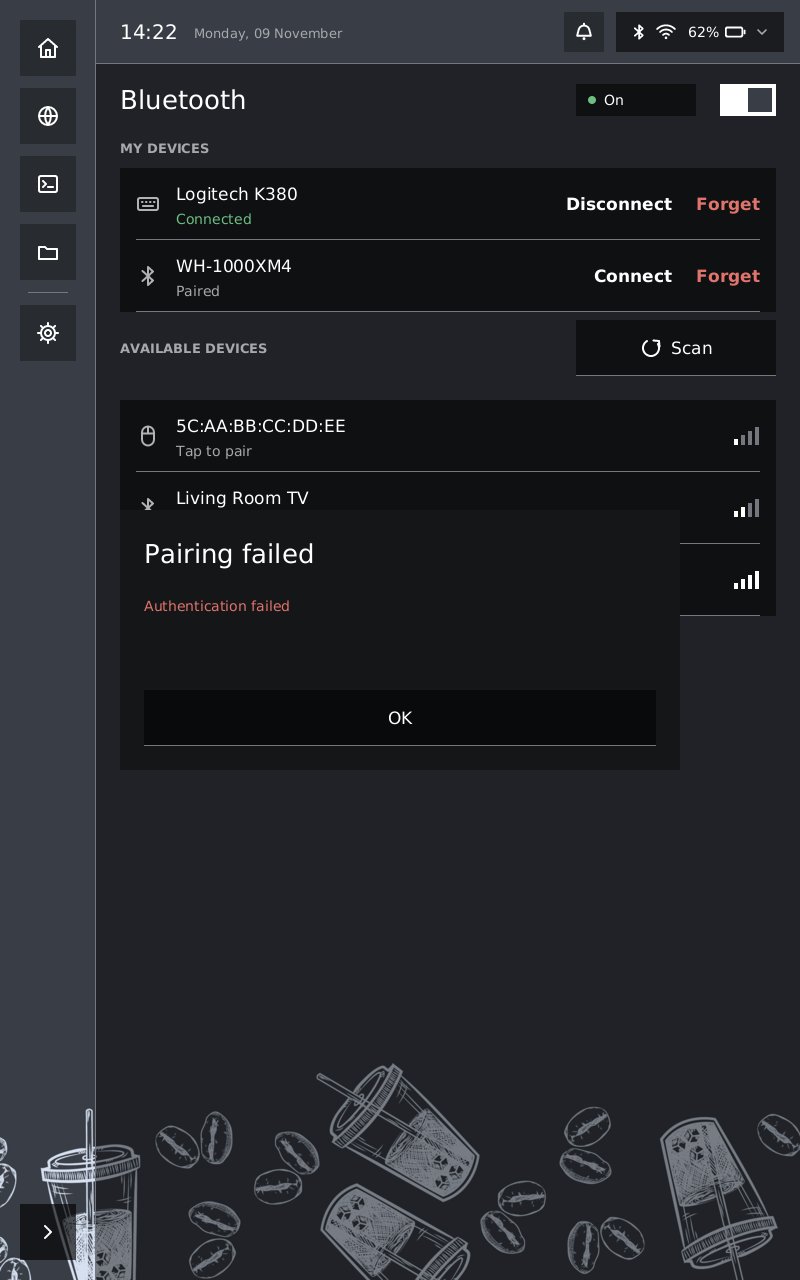 14:22 Monday, 09 November 62%
Bluetooth On
MY DEVICES
Logitech K380
Connected
Disconnect Forget
WH-1000XM4
Paired
Connect Forget
AVAILABLE DEVICES Scan
5C:AA:BB:CC:DD:EE
Tap to pair
Living Room TV
Pairing failed
Authentication failed
OK